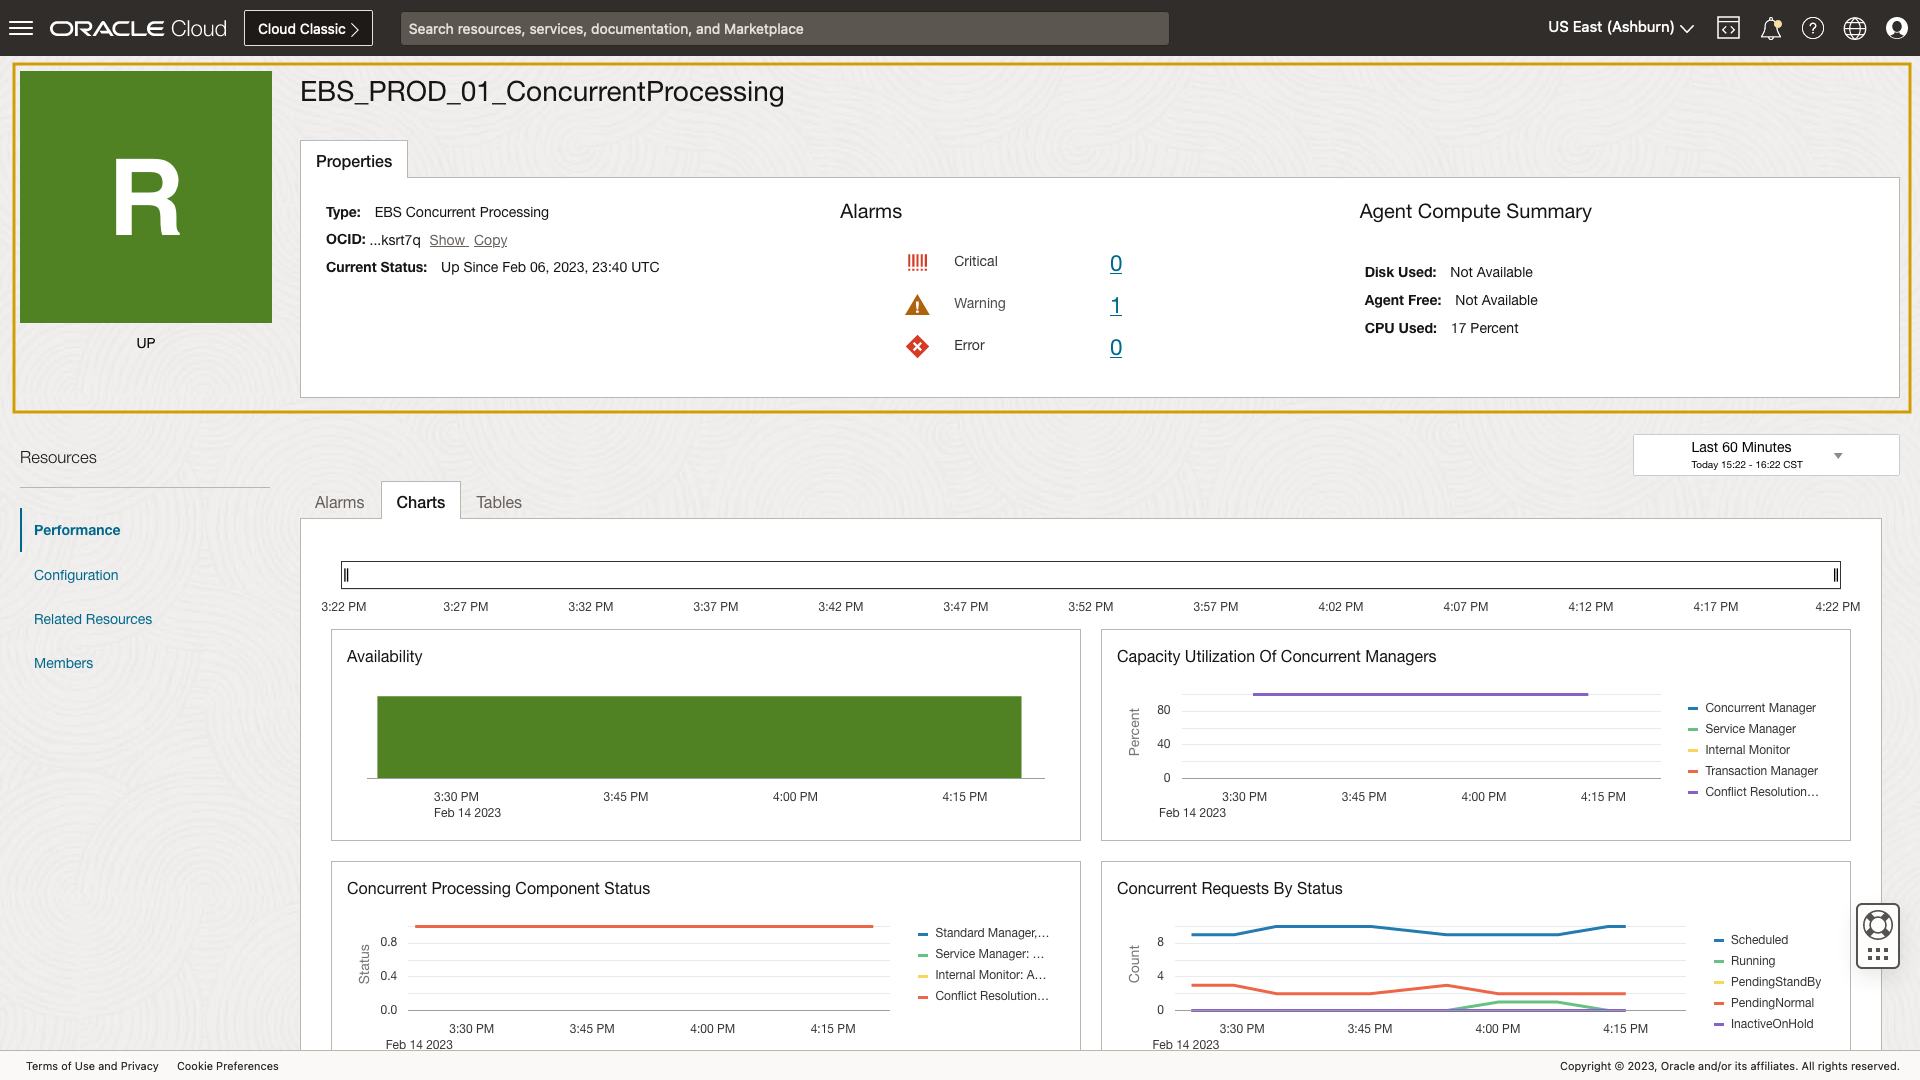 ORACLE Cloud
Cloud Classic
Search resources, services, documentation, and Marketplace
US East (Ashburn)
R
UP
EBS_PROD_01_ConcurrentProcessing
Properties
Type: EBS Concurrent Processing
OCID: ...ksrt7q Show Copy
Current Status: Up Since Feb 06, 2023, 23:40 UTC
Alarms
Critical 0
Warning 1
Error 0
Agent Compute Summary
Disk Used: Not Available
Agent Free: Not Available
CPU Used: 17 Percent
Resources
Performance
Configuration
Related Resources
Members
Last 60 Minutes
Today 15:22 - 16:22 CST
Alarms Charts Tables
3:22 PM 3:27 PM 3:32 PM 3:37 PM 3:42 PM 3:47 PM 3:52 PM 3:57 PM 4:02 PM 4:07 PM 4:12 PM 4:17 PM 4:22 PM
Availability
3:30 PM 3:45 PM 4:00 PM 4:15 PM
Feb 14 2023
Capacity Utilization Of Concurrent Managers
Percent
80
40
0
3:30 PM 3:45 PM 4:00 PM 4:15 PM
Feb 14 2023
Concurrent Manager
Service Manager
Internal Monitor
Transaction Manager
Conflict Resolution...
Concurrent Processing Component Status
Status
0.8
0.4
0.0
3:30 PM 3:45 PM 4:00 PM 4:15 PM
Feb 14 2023
Standard Manager,...
Service Manager: ...
Internal Monitor: A...
Conflict Resolution...
Concurrent Requests By Status
Count
8
4
0
3:30 PM 3:45 PM 4:00 PM 4:15 PM
Feb 14 2023
Scheduled
Running
PendingStandBy
PendingNormal
InactiveOnHold
Terms of Use and Privacy Cookie Preferences
Copyright © 2023, Oracle and/or its affiliates. All rights reserved.